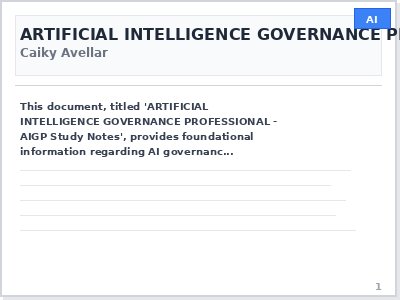 AI
ARTIFICIAL INTELLIGENCE GOVERNANCE P
Caiky Avellar
This document, titled 'ARTIFICIAL
INTELLIGENCE GOVERNANCE PROFESSIONAL -
AIGP Study Notes', provides foundational
information regarding AI governanc...
1